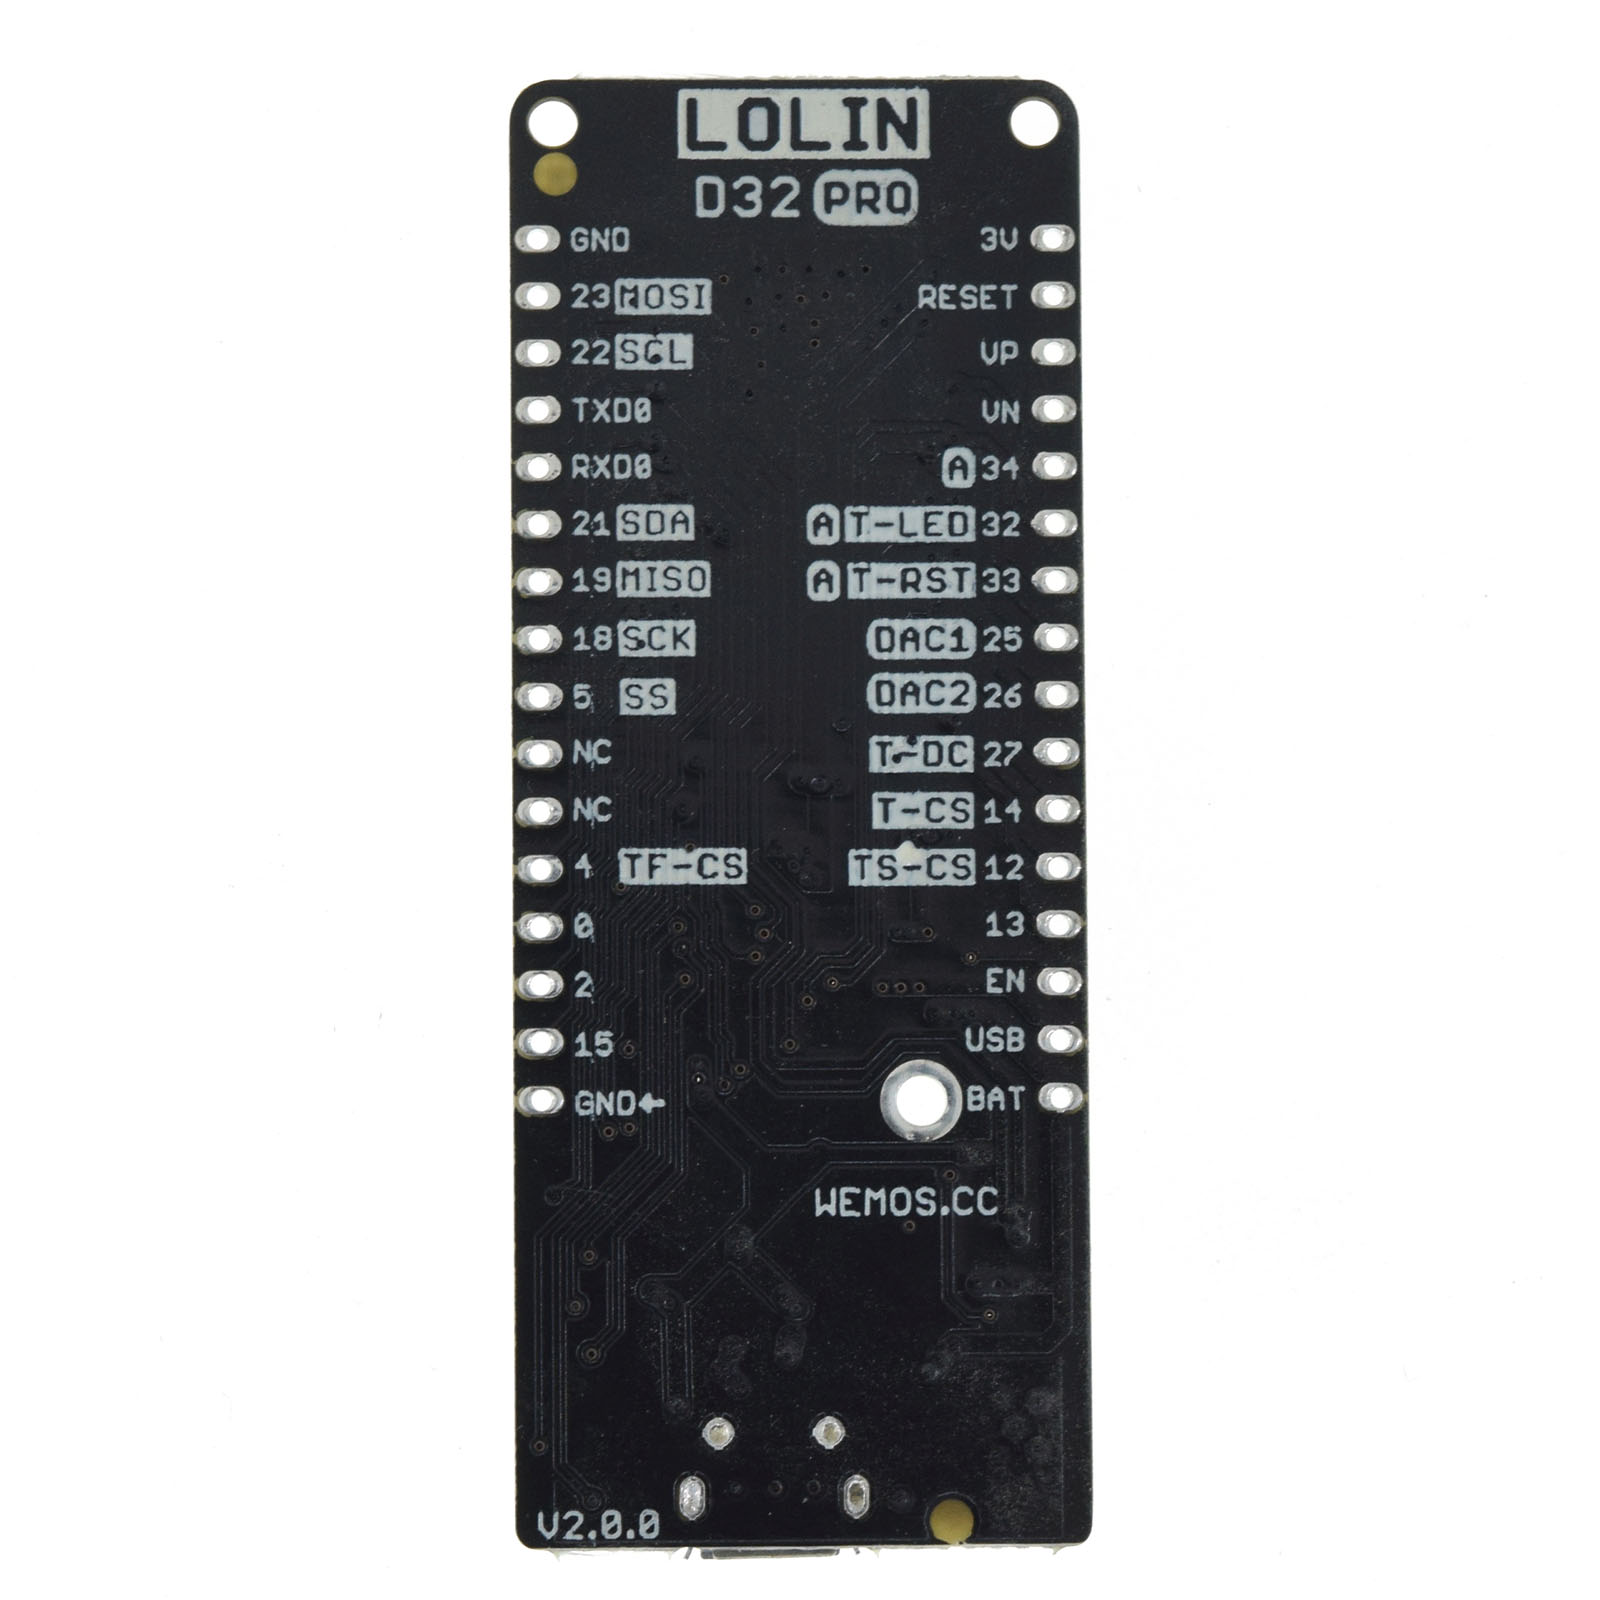 LOLIN
D32 PRO
GND 3V
23 MOSI RESET
22 SCL VP
TXD0 VN
RXD0 A 34
21 SDA A T-LED 32
19 MISO A T-RST 33
18 SCK DAC1 25
5 SS DAC2 26
NC T-DC 27
NC T-CS 14
4 TF-CS TS-CS 12
0 13
2 EN
15 USB
GND← BAT
WEMOS.CC
V2.0.0